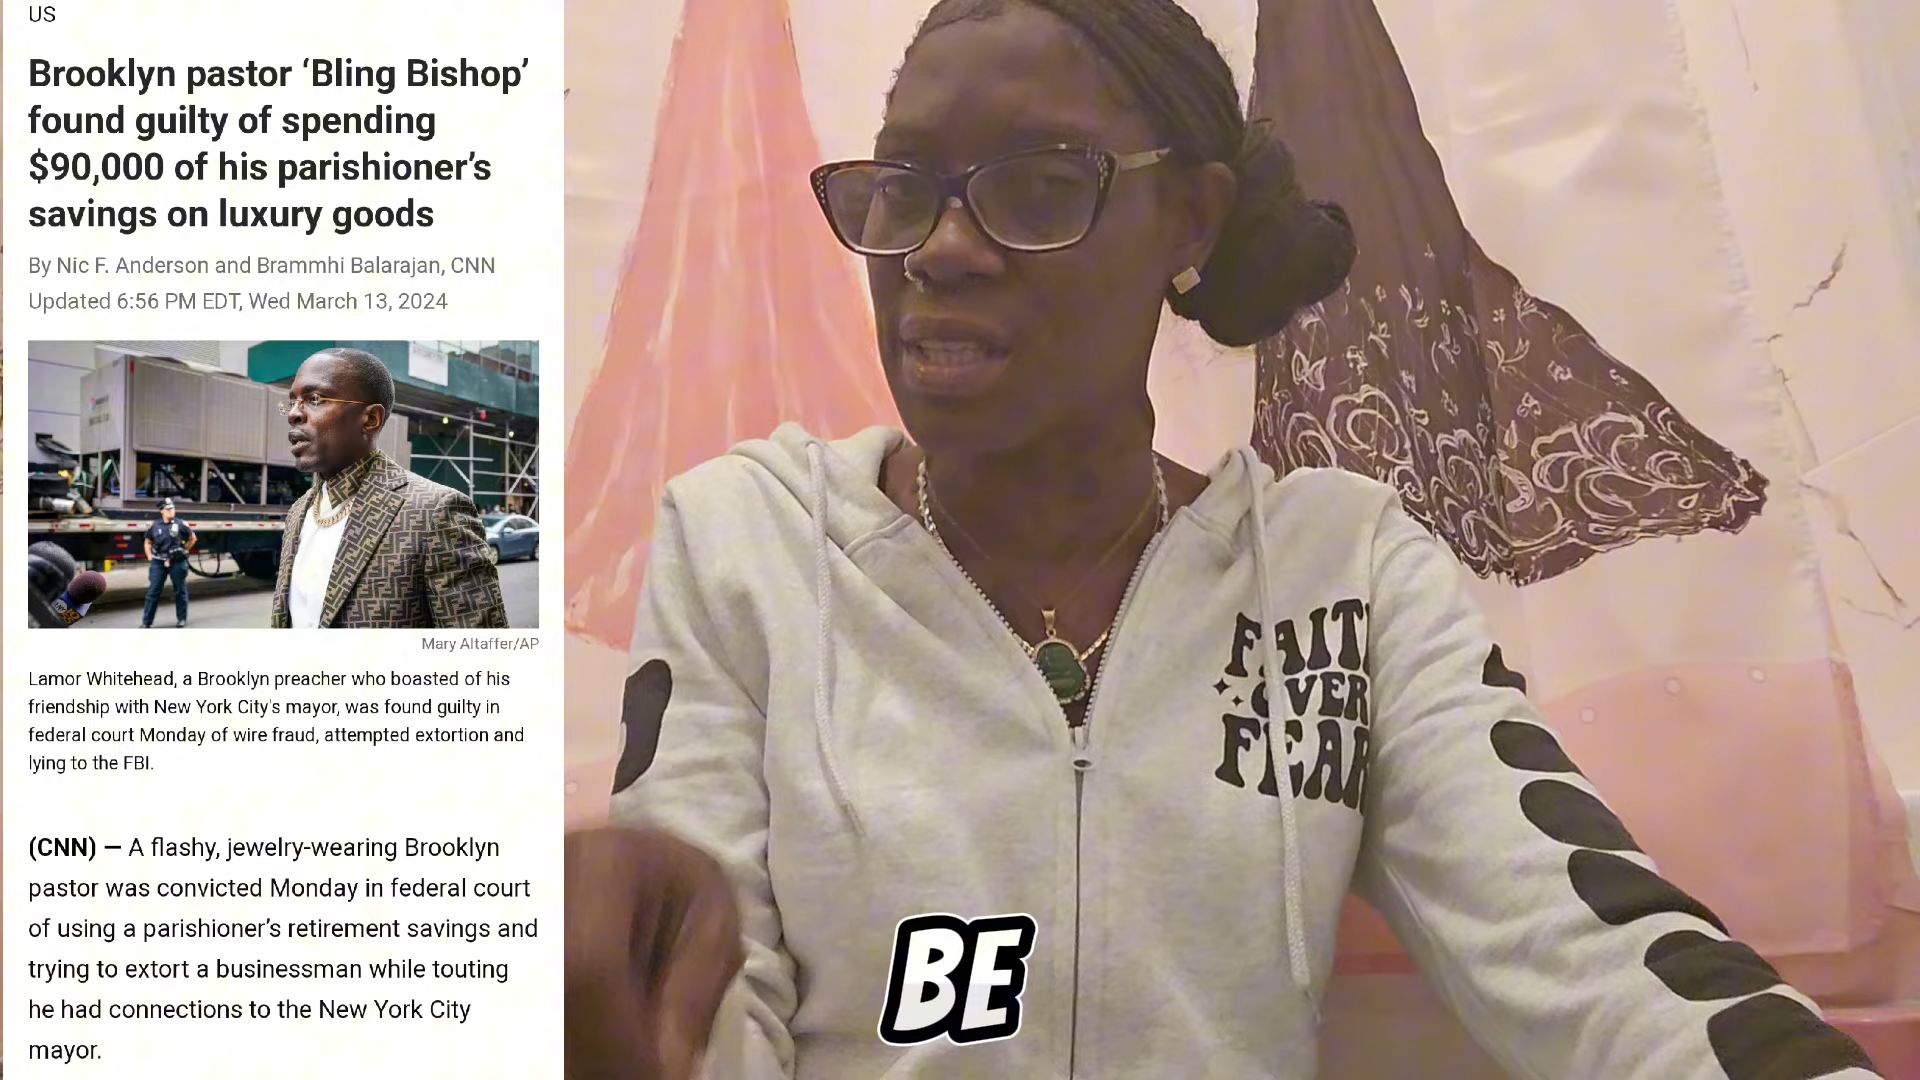 US
Brooklyn pastor ‘Bling Bishop’
found guilty of spending
$90,000 of his parishioner’s
savings on luxury goods
By Nic F. Anderson and Brammhi Balarajan, CNN
Updated 6:56 PM EDT, Wed March 13, 2024
Mary Altaffer/AP
Lamor Whitehead, a Brooklyn preacher who boasted of his
friendship with New York City's mayor, was found guilty in
federal court Monday of wire fraud, attempted extortion and
lying to the FBI.
(CNN) — A flashy, jewelry-wearing Brooklyn
pastor was convicted Monday in federal court
of using a parishioner’s retirement savings and
trying to extort a businessman while touting
he had connections to the New York City
mayor.
FAITH
OVER
FEAR
BE